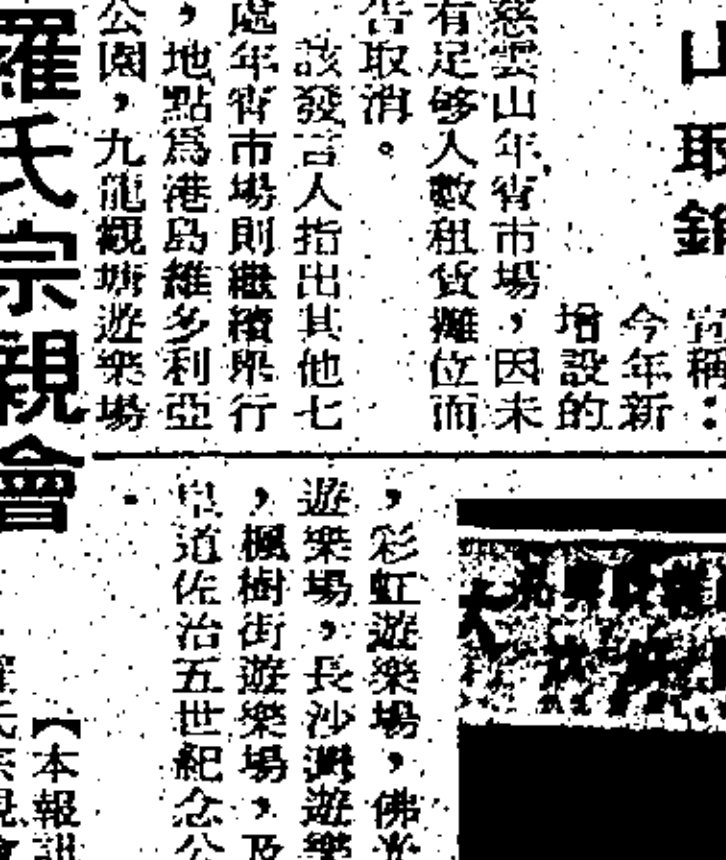 山取銷
宣稱：
今年新
增設的
慈雲山年宵市場，因未
有足够人數租賃攤位而
告取消。
該發言人指出其他七
處年宵市場則繼續舉行
，地點爲港島維多利亞
公園，九龍觀塘遊樂場
，彩虹遊樂場，佛光
遊樂場，長沙灣遊樂
，楓樹街遊樂場，及
皇道佐治五世紀念公
。
羅氏宗親會
【本報訊
羅氏宗親會